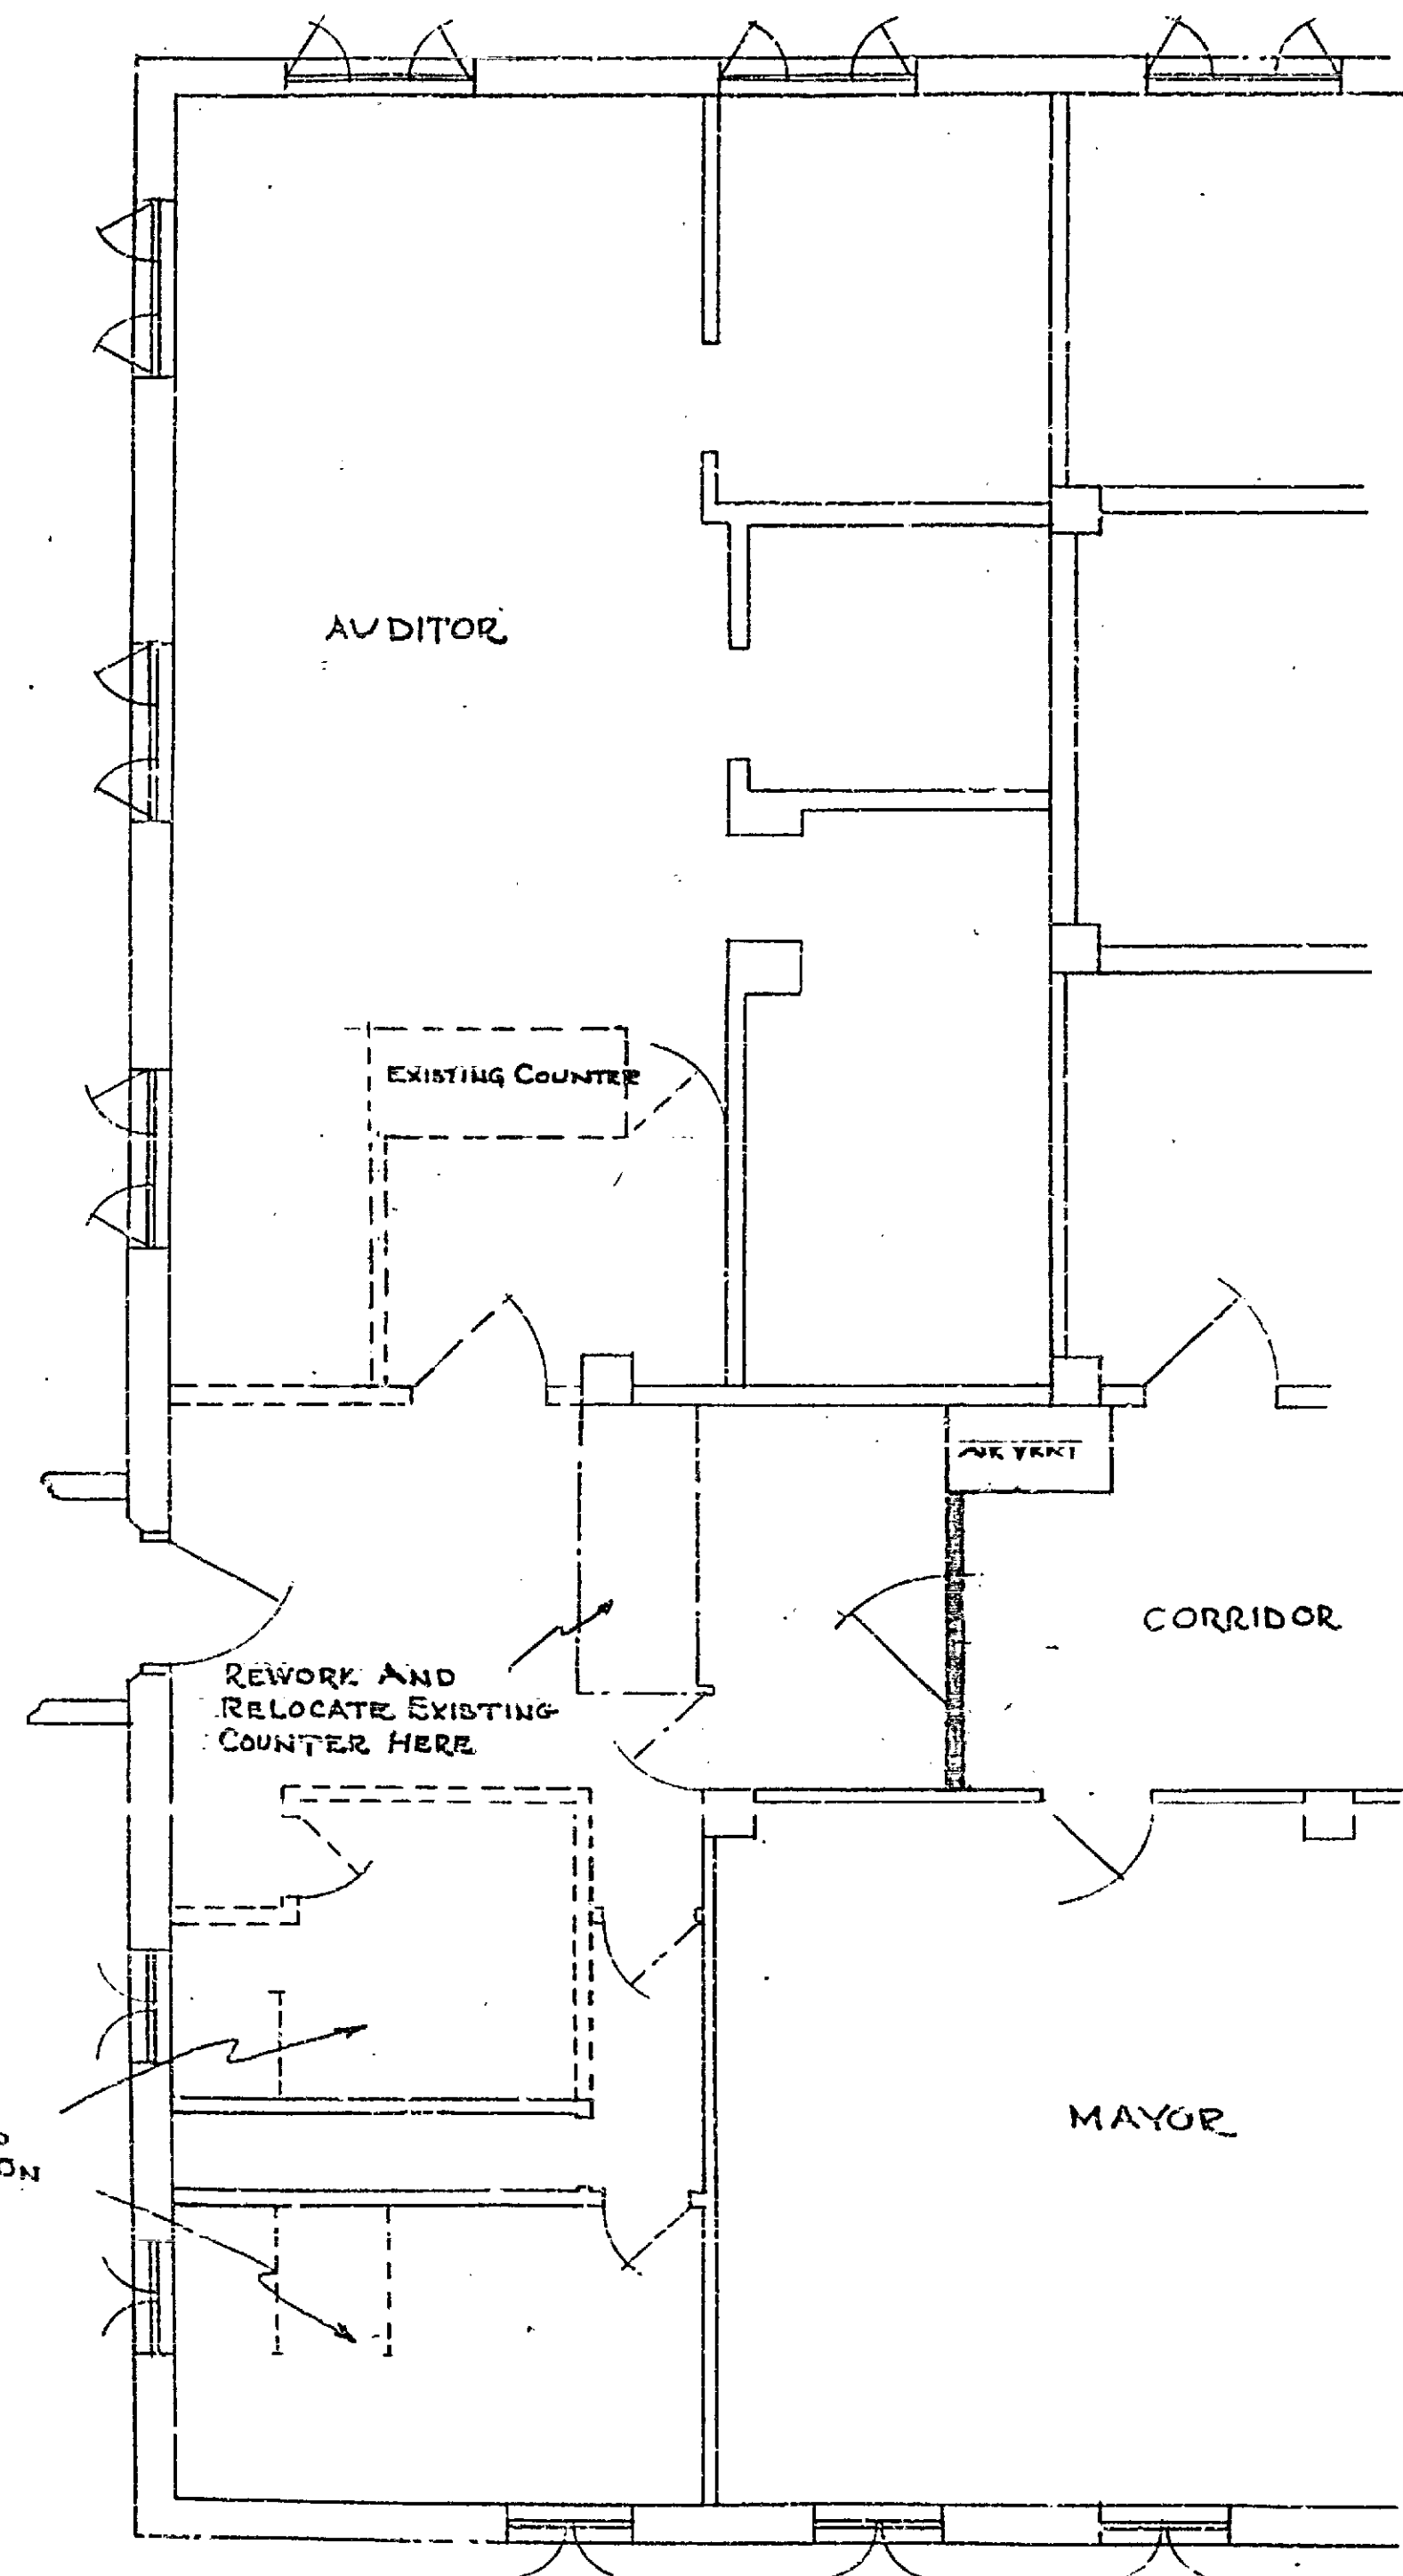 AUDITOR
EXISTING COUNTER
AIR VENT
CORRIDOR
REWORK AND
RELOCATE EXISTING
COUNTER HERE
MAYOR